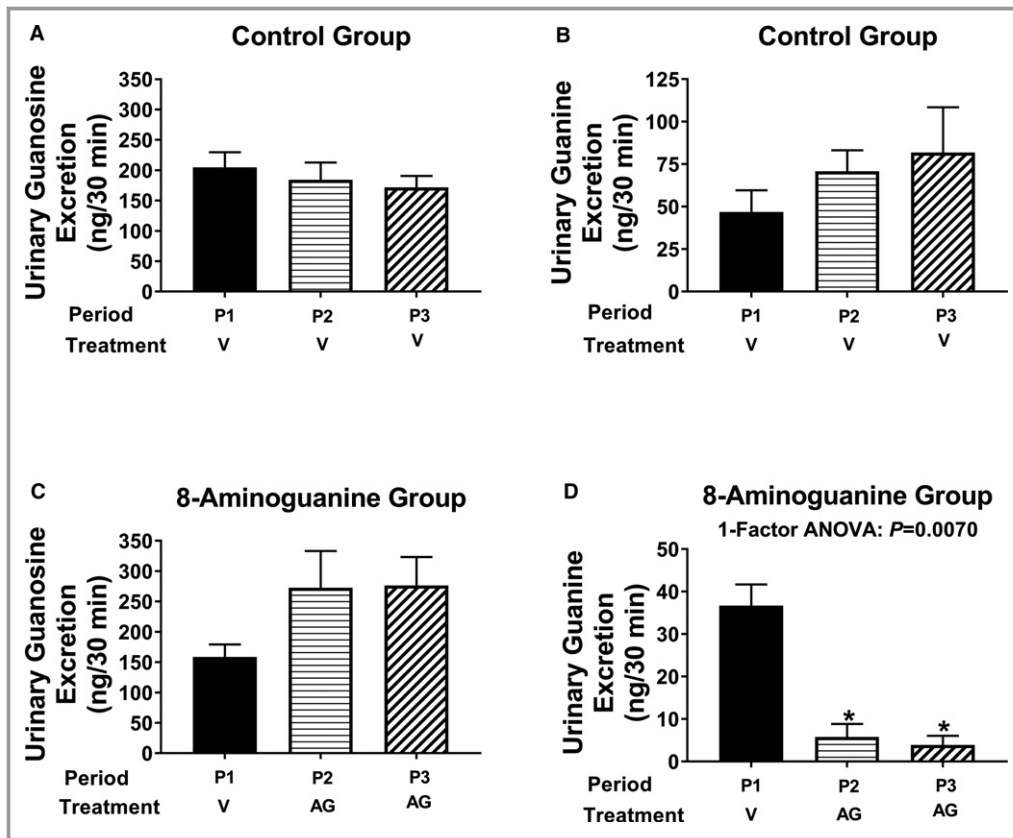 A
Control Group
Urinary Guanosine
Excretion
(ng/30 min)
350
300
250
200
150
100
50
0
Period P1 P2 P3
Treatment V V V
B
Control Group
Urinary Guanine
Excretion
(ng/30 min)
125
100
75
50
25
0
Period P1 P2 P3
Treatment V V V
C
8-Aminoguanine Group
Urinary Guanosine
Excretion
(ng/30 min)
350
300
250
200
150
100
50
0
Period P1 P2 P3
Treatment V AG AG
D
8-Aminoguanine Group
1-Factor ANOVA: P=0.0070
Urinary Guanine
Excretion
(ng/30 min)
50
40
30
20
10
0
* *
Period P1 P2 P3
Treatment V AG AG